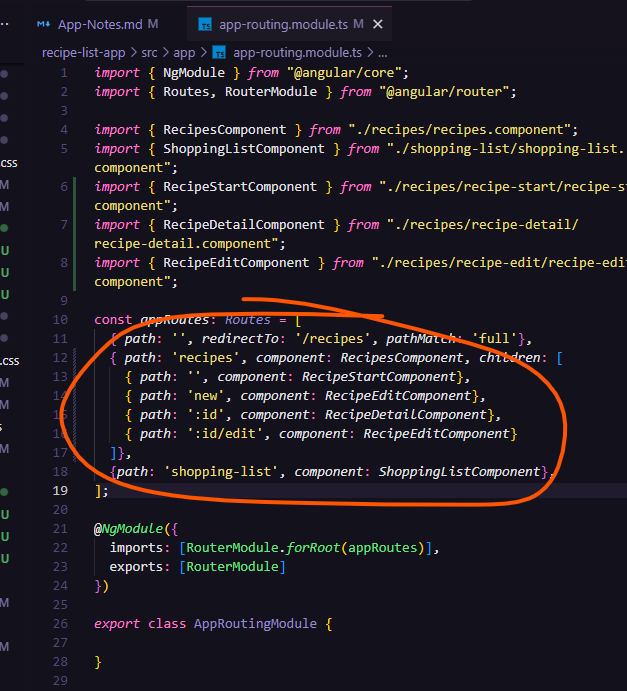 App-Notes.md M
TS app-routing.module.ts M ×
recipe-list-app > src > app > TS app-routing.module.ts > ...
1 import { NgModule } from "@angular/core";
2 import { Routes, RouterModule } from "@angular/router";
3
4 import { RecipesComponent } from "./recipes/recipes.component";
5 import { ShoppingListComponent } from "./shopping-list/shopping-list.
component";
6 import { RecipeStartComponent } from "./recipes/recipe-start/recipe-st
component";
7 import { RecipeDetailComponent } from "./recipes/recipe-detail/
recipe-detail.component";
8 import { RecipeEditComponent } from "./recipes/recipe-edit/recipe-edit
component";
9
10 const appRoutes: Routes = [
11 { path: '', redirectTo: '/recipes', pathMatch: 'full'},
12 { path: 'recipes', component: RecipesComponent, children: [
13 { path: '', component: RecipeStartComponent},
14 { path: 'new', component: RecipeEditComponent},
15 { path: ':id', component: RecipeDetailComponent},
16 { path: ':id/edit', component: RecipeEditComponent}
17 ]},
18 {path: 'shopping-list', component: ShoppingListComponent},
19 ];
20
21 @NgModule({
22 imports: [RouterModule.forRoot(appRoutes)],
23 exports: [RouterModule]
24 })
25
26 export class AppRoutingModule {
27
28 }
29
.css
M
M
U
U
U
.css
M
M
s
M
U
U
U
M
M